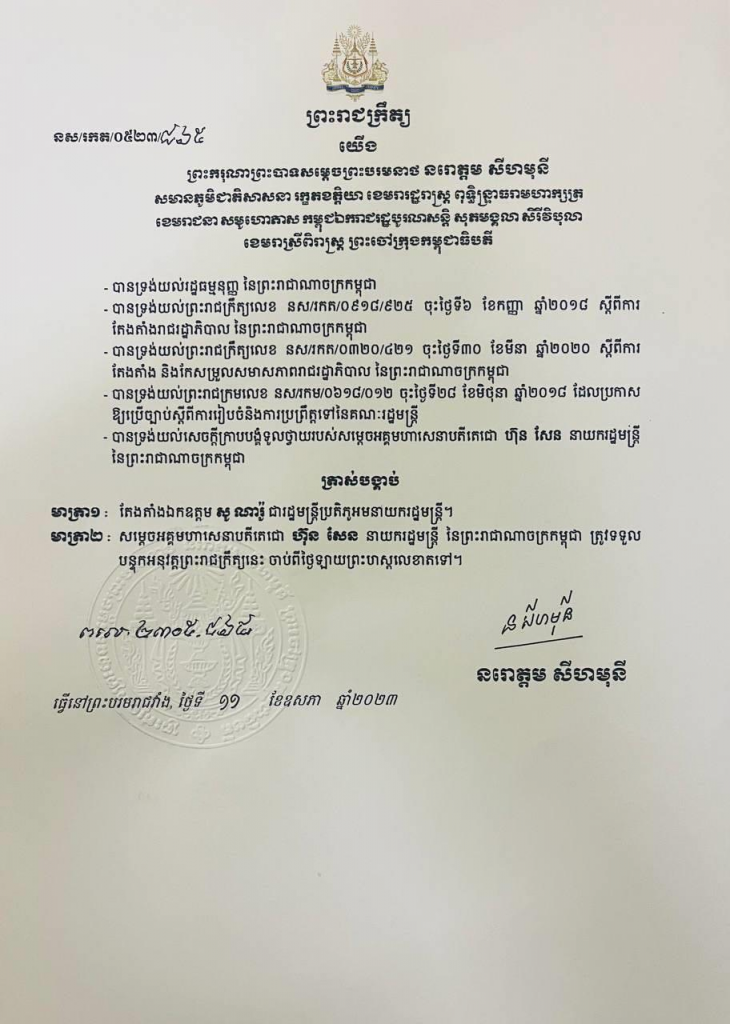 ព្រះរាជក្រឹត្យ
នស/រកត/០៥២៣/៨៦៥
យើង
ព្រះករុណាព្រះបាទសម្តេចព្រះបរមនាថ នរោត្តម សីហមុនី
សមានភូមិជាតិសាសនា រក្ខតខត្តិយា ខេមរារដ្ឋរាស្ត្រ ពុទ្ធិន្ទ្រាធរាមហាក្សត្រ
ខេមរាជនា សមូហោភាស កម្ពុជឯករាជរដ្ឋបូរណសន្តិ សុភមង្គលា សិរីវិបុលា
ខេមរាស្រីពិរាស្ត្រ ព្រះចៅក្រុងកម្ពុជាធិបតី
- បានទ្រង់យល់រដ្ឋធម្មនុញ្ញ នៃព្រះរាជាណាចក្រកម្ពុជា
- បានទ្រង់យល់ព្រះរាជក្រឹត្យលេខ នស/រកត/០៩១៨/៩២៥ ចុះថ្ងៃទី៦ ខែកញ្ញា ឆ្នាំ២០១៨ ស្តីពីការ
តែងតាំងរាជរដ្ឋាភិបាល នៃព្រះរាជាណាចក្រកម្ពុជា
- បានទ្រង់យល់ព្រះរាជក្រឹត្យលេខ នស/រកត/០៣២០/៤២១ ចុះថ្ងៃទី៣០ ខែមីនា ឆ្នាំ២០២០ ស្តីពីការ
តែងតាំង និងកែសម្រួលសមាសភាពរាជរដ្ឋាភិបាល នៃព្រះរាជាណាចក្រកម្ពុជា
- បានទ្រង់យល់ព្រះរាជក្រមលេខ នស/រកម/០៦១៨/០១២ ចុះថ្ងៃទី២៨ ខែមិថុនា ឆ្នាំ២០១៨ ដែលប្រកាស
ឱ្យប្រើច្បាប់ស្តីពីការរៀបចំនិងការប្រព្រឹត្តទៅនៃគណៈរដ្ឋមន្ត្រី
- បានទ្រង់យល់សេចក្តីក្រាបបង្គំទូលថ្វាយរបស់សម្តេចអគ្គមហាសេនាបតីតេជោ ហ៊ុន សែន នាយករដ្ឋមន្ត្រី
នៃព្រះរាជាណាចក្រកម្ពុជា
ត្រាស់បង្គាប់
មាត្រា១ : តែងតាំងឯកឧត្តម សូ ណារ៉ូ ជារដ្ឋមន្ត្រីប្រតិភូអមនាយករដ្ឋមន្ត្រី។
មាត្រា២ : សម្តេចអគ្គមហាសេនាបតីតេជោ ហ៊ុន សែន នាយករដ្ឋមន្ត្រី នៃព្រះរាជាណាចក្រកម្ពុជា ត្រូវទទួល
បន្ទុកអនុវត្តព្រះរាជក្រឹត្យនេះ ចាប់ពីថ្ងៃឡាយព្រះហស្តលេខាតទៅ។
ព.រ.ល. ២៣០៥.៨៦៨
ន សីហមុនី
នរោត្តម សីហមុនី
ធ្វើនៅព្រះបរមរាជវាំង, ថ្ងៃទី ១១ ខែឧសភា ឆ្នាំ២០២៣